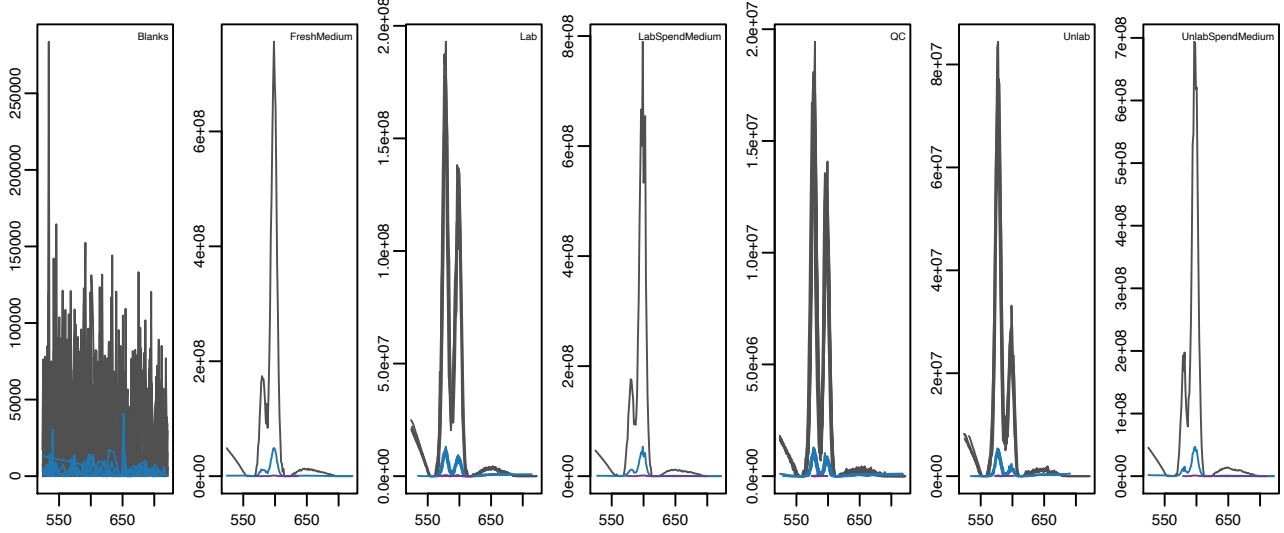 Blanks
0
50000
100000
150000
200000
250000
550
650
FreshMedium
0e+00
2e+08
4e+08
6e+08
550
650
Lab
0.0e+00
5.0e+07
1.0e+08
1.5e+08
2.0e+08
550
650
LabSpendMedium
0e+00
2e+08
4e+08
6e+08
8e+08
550
650
QC
0.0e+00
5.0e+06
1.0e+07
1.5e+07
2.0e+07
550
650
Unlab
0e+00
2e+07
4e+07
6e+07
8e+07
550
650
UnlabSpendMedium
0e+00
1e+08
2e+08
3e+08
4e+08
5e+08
6e+08
7e+08
550
650